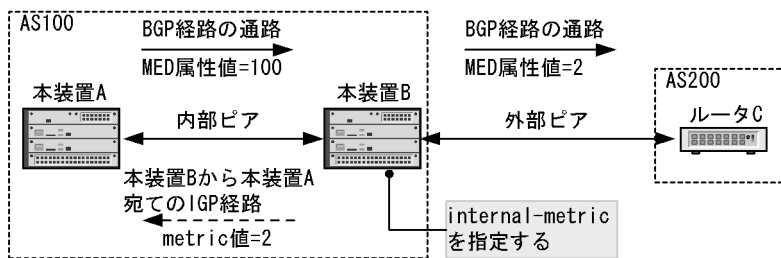 AS100
BGP経路の通路
MED属性値=100
BGP経路の通路
MED属性値=2
AS200
本装置A
本装置B
ルータC
内部ピア
外部ピア
本装置Bから本装置A
宛てのIGP経路
metric値=2
internal-metric
を指定する